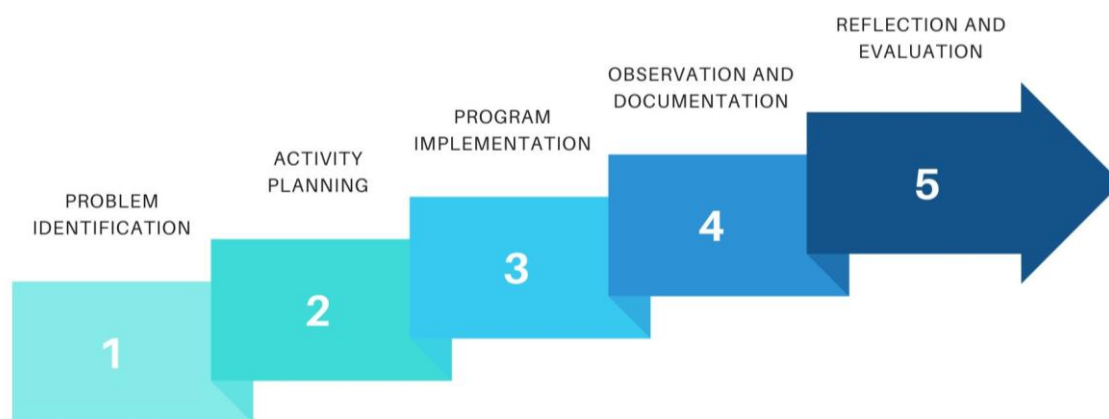 PROBLEM
IDENTIFICATION
1
ACTIVITY
PLANNING
2
PROGRAM
IMPLEMENTATION
3
OBSERVATION AND
DOCUMENTATION
4
REFLECTION AND
EVALUATION
5